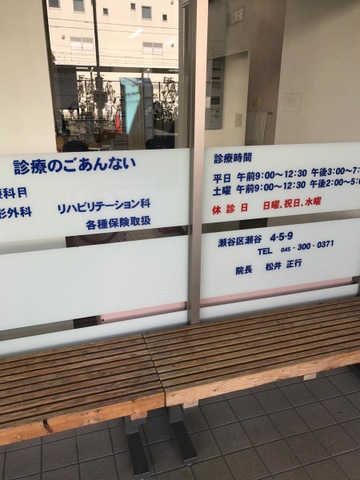 診療のごあんない
療科目
形外科 リハビリテーション科
各種保険取扱
診療時間
平日 午前9:00～12:30 午後3:00～7:
土曜 午前9:00～12:30 午後2:00～5:
休診日 日曜、祝日、水曜
瀬谷区瀬谷 4-5-9
TEL 045-300-0371
院長 松井 正行